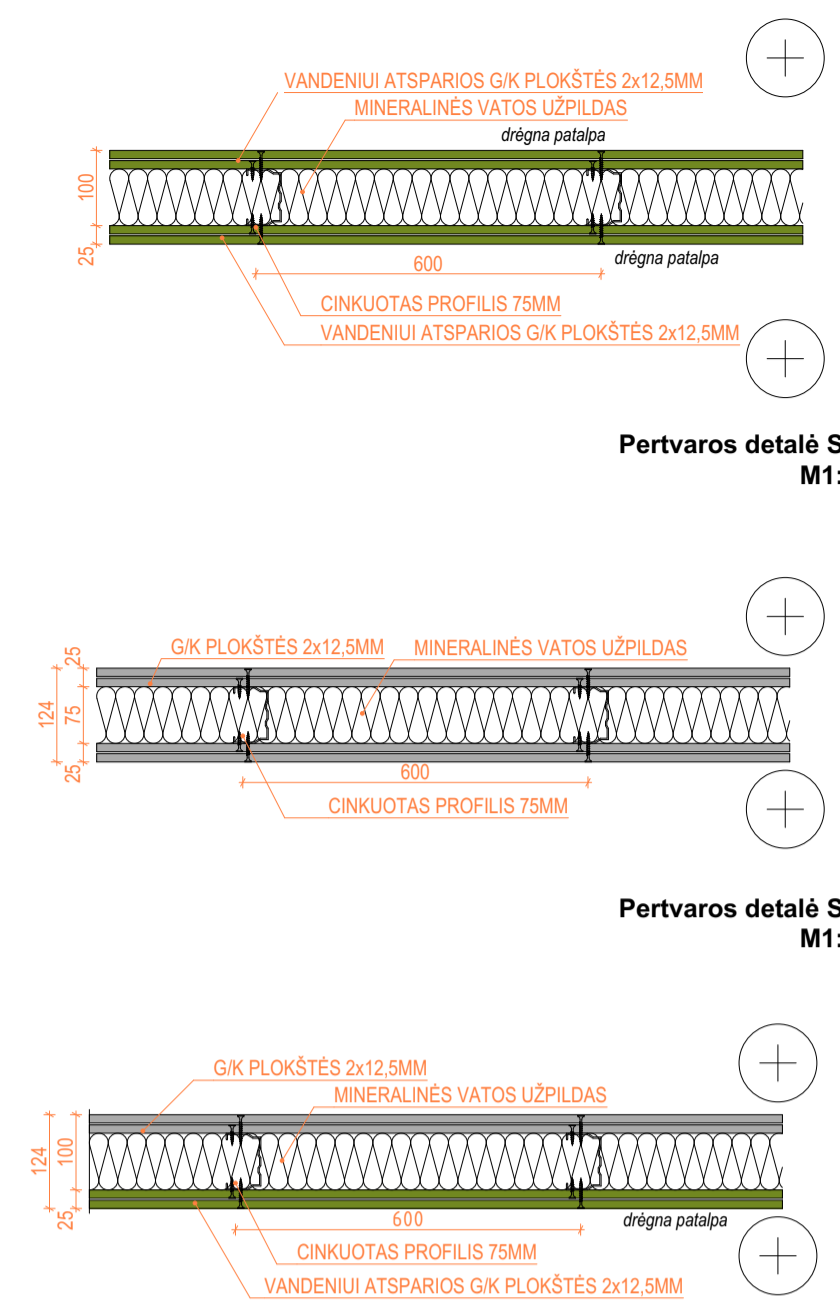 VANDENIUI ATSPARIOS G/K PLOKŠTĖS 2x12,5MM
MINERALINĖS VATOS UŽPILDAS
drėgna patalpa
100
25
600
drėgna patalpa
CINKUOTAS PROFILIS 75MM
VANDENIUI ATSPARIOS G/K PLOKŠTĖS 2x12,5MM
Pertvaros detalė S
M1:
G/K PLOKŠTĖS 2x12,5MM
MINERALINĖS VATOS UŽPILDAS
25
124
75
25
600
CINKUOTAS PROFILIS 75MM
Pertvaros detalė S
M1:
G/K PLOKŠTĖS 2x12,5MM
MINERALINĖS VATOS UŽPILDAS
124
100
25
600
drėgna patalpa
CINKUOTAS PROFILIS 75MM
VANDENIUI ATSPARIOS G/K PLOKŠTĖS 2x12,5MM